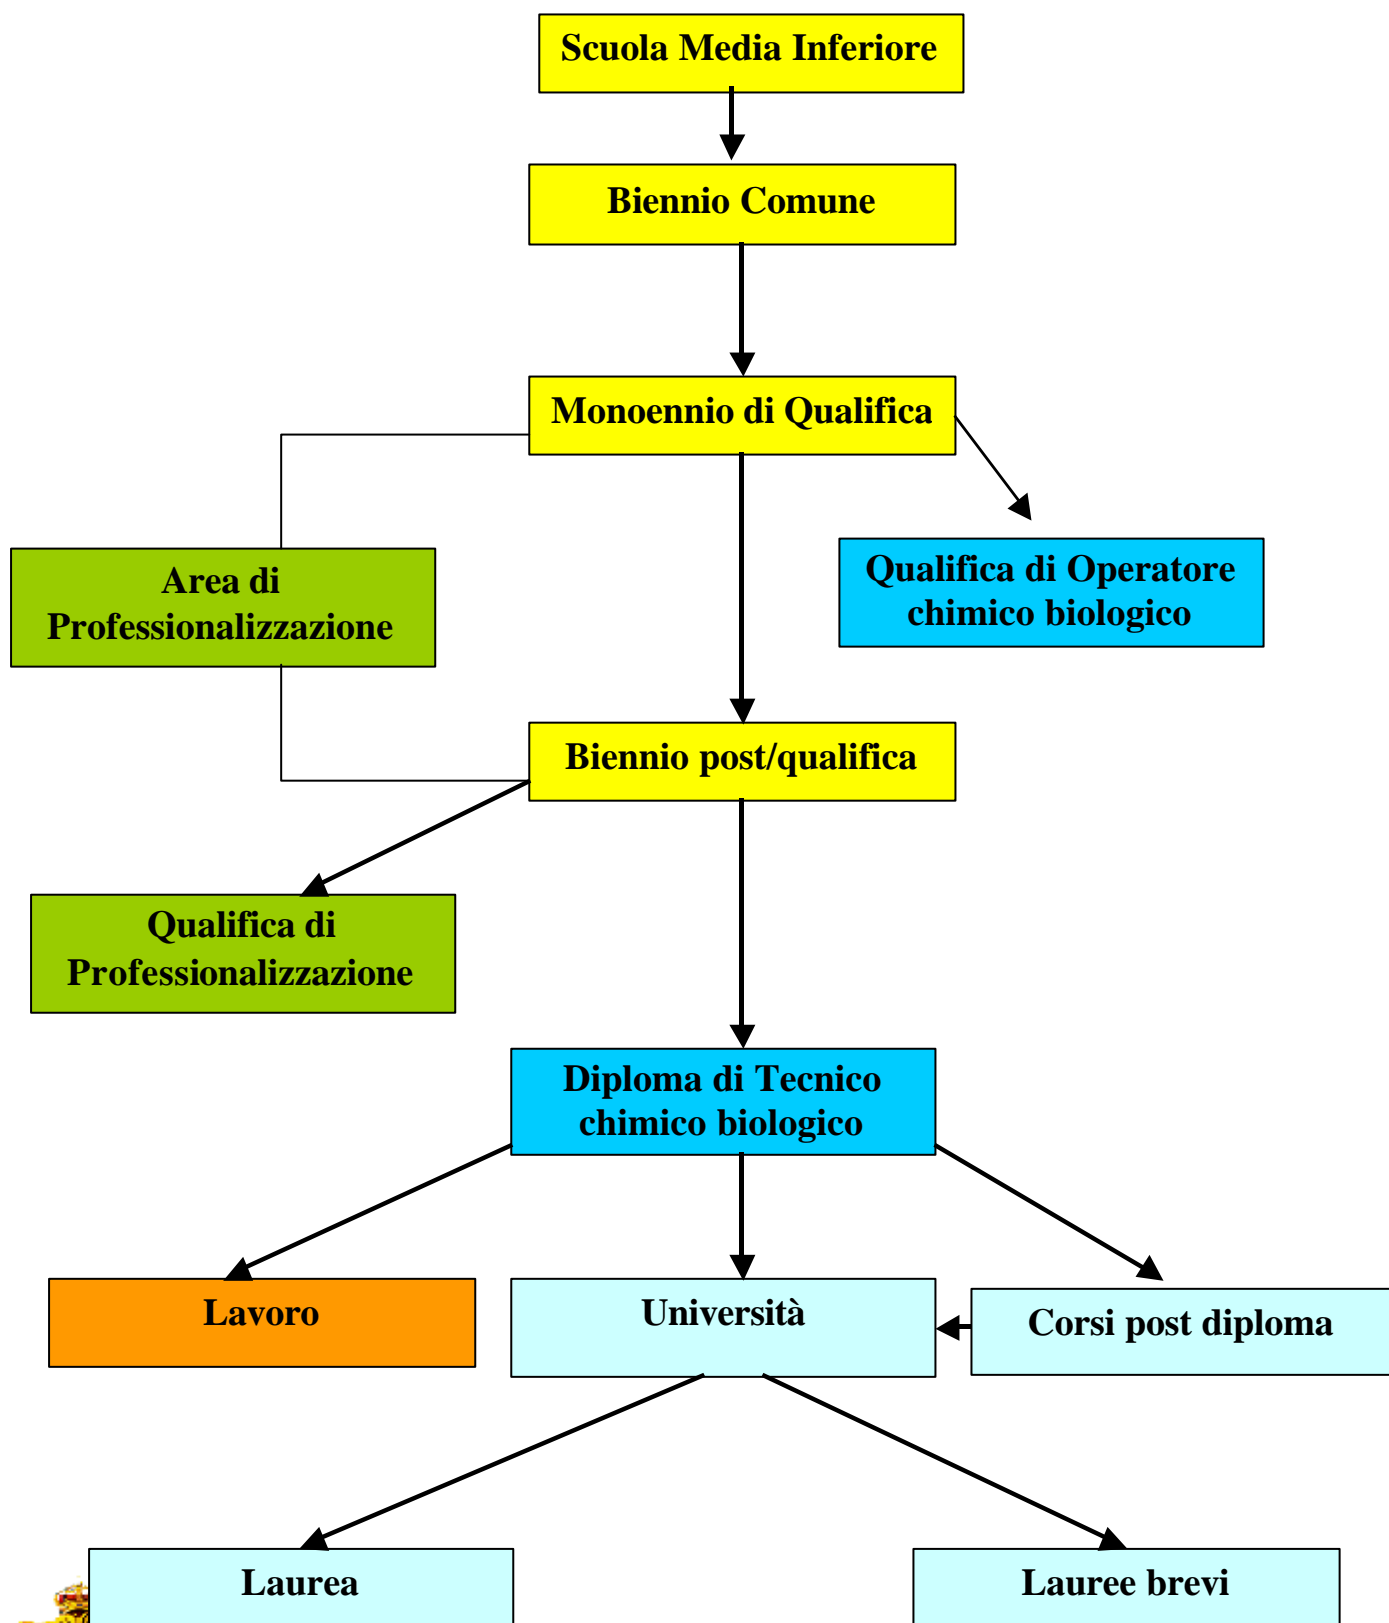 Scuola Media Inferiore
Biennio Comune
Monoennio di Qualifica
Area di
Professionalizzazione
Qualifica di Operatore
chimico biologico
Biennio post/qualifica
Qualifica di
Professionalizzazione
Diploma di Tecnico
chimico biologico
Lavoro
Università
Corsi post diploma
Laurea
Lauree brevi